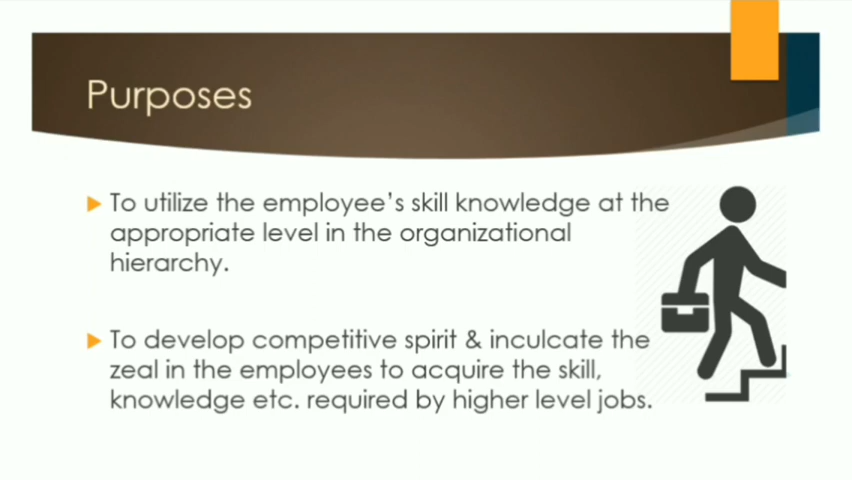 Purposes
To utilize the employee's skill knowledge at the
appropriate level in the organizational
hierarchy.
To develop competitive spirit & inculcate the
zeal in the employees to acquire the skill,
knowledge etc. required by higher level jobs.